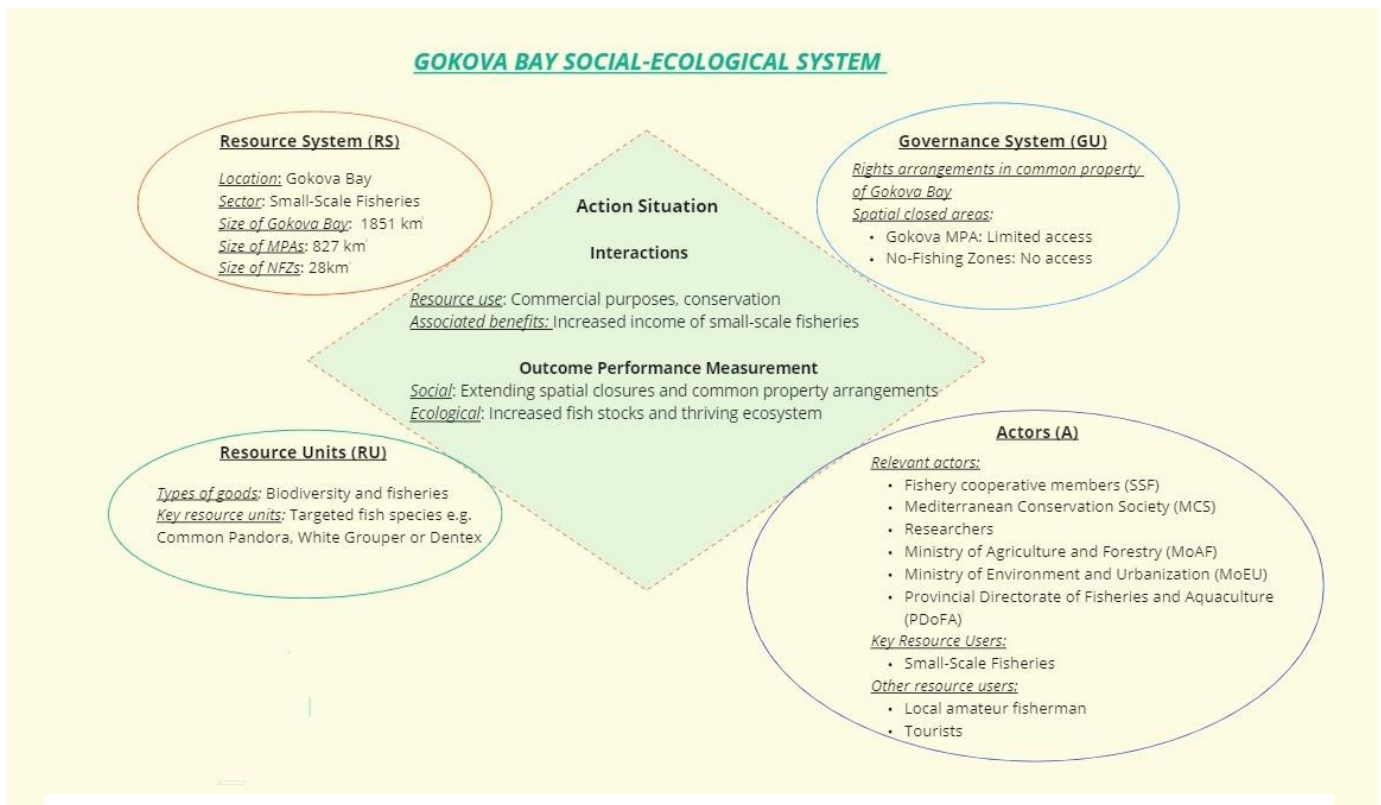 GOKOVA BAY SOCIAL-ECOLOGICAL SYSTEM
Resource System (RS)
Location: Gokova Bay
Sector: Small-Scale Fisheries
Size of Gokova Bay: 1851 km
Size of MPAs: 827 km
Size of NFZs: 28km
Governance System (GU)
Rights arrangements in common property
of Gokova Bay
Spatial closed areas:
• Gokova MPA: Limited access
• No-Fishing Zones: No access
Action Situation
Interactions
Resource use: Commercial purposes, conservation
Associated benefits: Increased income of small-scale fisheries
Outcome Performance Measurement
Social: Extending spatial closures and common property arrangements
Ecological: Increased fish stocks and thriving ecosystem
Resource Units (RU)
Types of goods: Biodiversity and fisheries
Key resource units: Targeted fish species e.g.
Common Pandora, White Grouper or Dentex
Actors (A)
Relevant actors:
• Fishery cooperative members (SSF)
• Mediterranean Conservation Society (MCS)
• Researchers
• Ministry of Agriculture and Forestry (MoAF)
• Ministry of Environment and Urbanization (MoEU)
• Provincial Directorate of Fisheries and Aquaculture
(PDoFA)
Key Resource Users:
• Small-Scale Fisheries
Other resource users:
• Local amateur fisherman
• Tourists